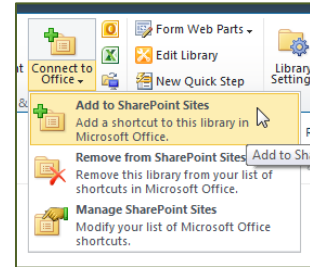 Form Web Parts
Connect to
Office
Edit Library
New Quick Step
Library
Setting
&
Add to SharePoint Sites
Add a shortcut to this library in
Microsoft Office.
Remove from SharePoint Sites
Add to Sh
Remove this library from your list of
shortcuts in Microsoft Office.
Manage SharePoint Sites
Modify your list of Microsoft Office
shortcuts.